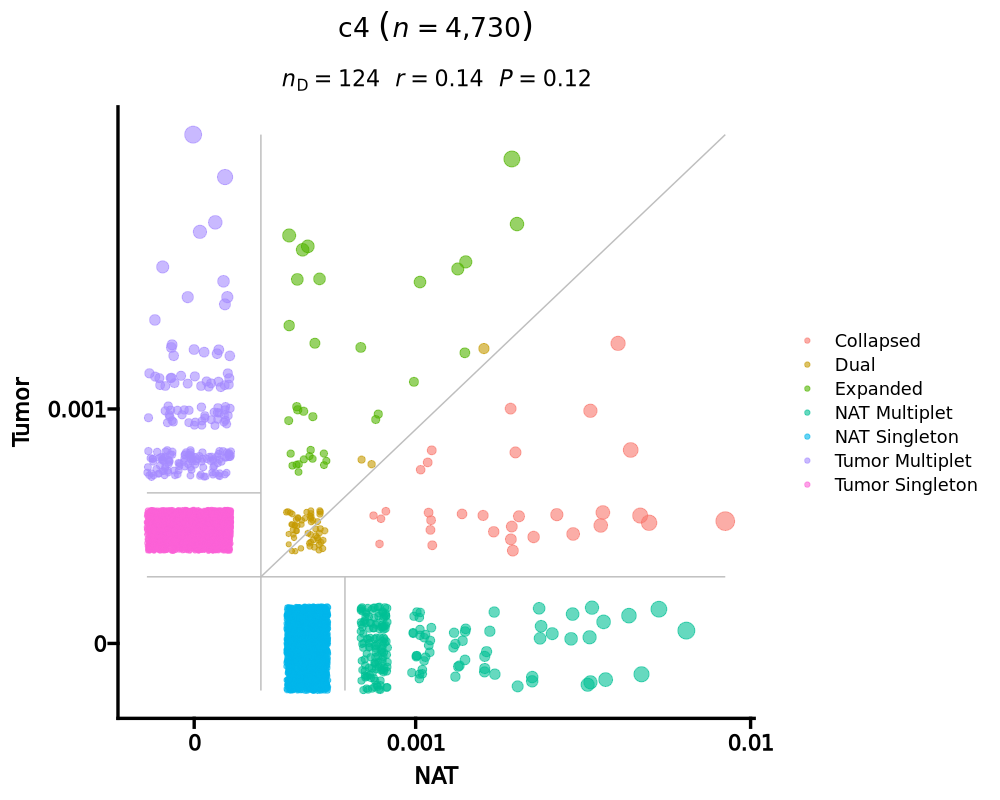 c4 (n = 4,730)
n_D = 124 r = 0.14 P = 0.12
Tumor
0.001
0
0
0.001
0.01
NAT
Collapsed
Dual
Expanded
NAT Multiplet
NAT Singleton
Tumor Multiplet
Tumor Singleton